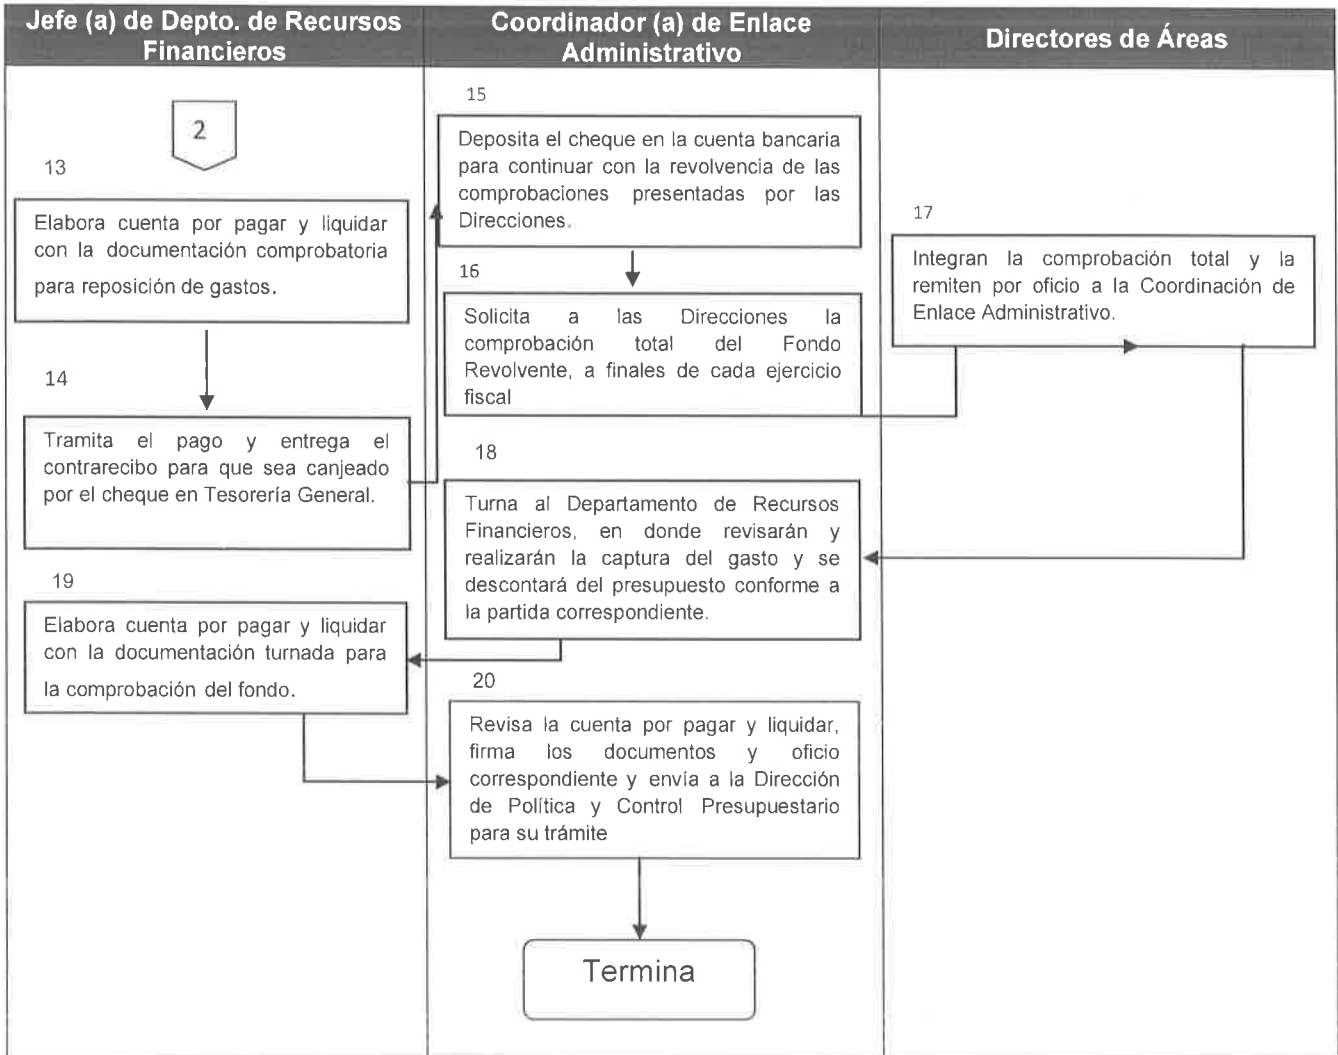 Jefe (a) de Depto. de Recursos
Financieros
Coordinador (a) de Enlace
Administrativo
Directores de Áreas
2
13
Elabora cuenta por pagar y liquidar
con la documentación comprobatoria
para reposición de gastos.
14
Tramita el pago y entrega el
contrarecibo para que sea canjeado
por el cheque en Tesorería General.
15
Deposita el cheque en la cuenta bancaria
para continuar con la revolvencia de las
comprobaciones presentadas por las
Direcciones.
16
Solicita a las Direcciones la
comprobación total del Fondo
Revolvente, a finales de cada ejercicio
fiscal
17
Integran la comprobación total y la
remiten por oficio a la Coordinación de
Enlace Administrativo.
18
Turna al Departamento de Recursos
Financieros, en donde revisarán y
realizarán la captura del gasto y se
descontará del presupuesto conforme a
la partida correspondiente.
19
Elabora cuenta por pagar y liquidar
con la documentación turnada para
la comprobación del fondo.
20
Revisa la cuenta por pagar y liquidar,
firma los documentos y oficio
correspondiente y envía a la Dirección
de Política y Control Presupuestario
para su trámite
Termina